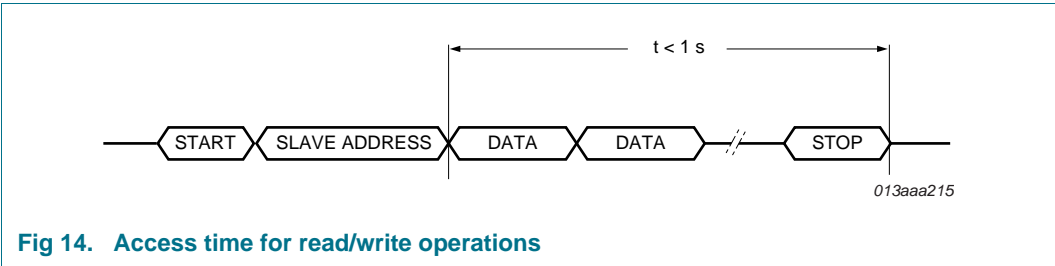 t < 1 s
START SLAVE ADDRESS DATA DATA STOP
013aaa215
Fig 14. Access time for read/write operations